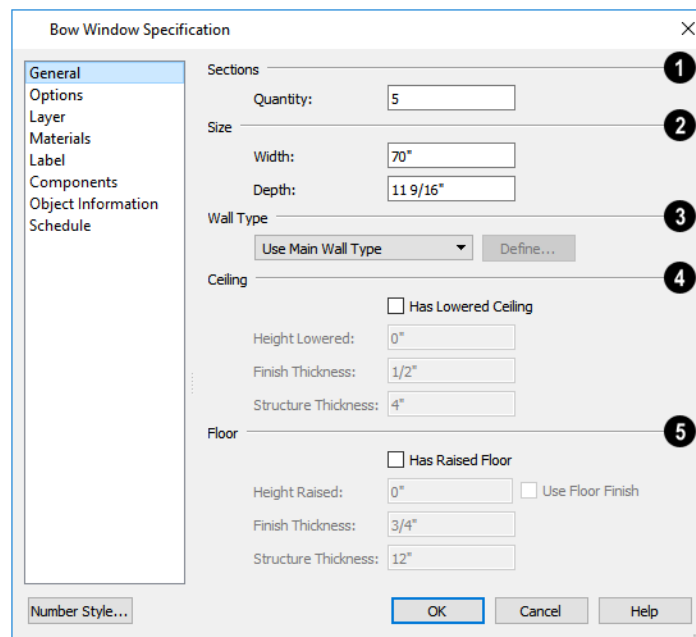 Bow Window Specification
General
Options
Layer
Materials
Label
Components
Object Information
Schedule
Sections 1
Quantity: 5
Size 2
Width: 70"
Depth: 11 9/16"
Wall Type 3
Use Main Wall Type Define...
Ceiling 4
Has Lowered Ceiling
Height Lowered: 0"
Finish Thickness: 1/2"
Structure Thickness: 4"
Floor 5
Has Raised Floor
Height Raised: 0" Use Floor Finish
Finish Thickness: 3/4"
Structure Thickness: 12"
Number Style... OK Cancel Help